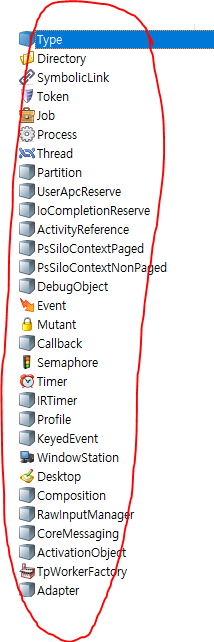 Type
Directory
SymbolicLink
Token
Job
Process
Thread
Partition
UserApcReserve
IoCompletionReserve
ActivityReference
PsSiloContextPaged
PsSiloContextNonPaged
DebugObject
Event
Mutant
Callback
Semaphore
Timer
IRTimer
Profile
KeyedEvent
WindowStation
Desktop
Composition
RawInputManager
CoreMessaging
ActivationObject
TpWorkerFactory
Adapter